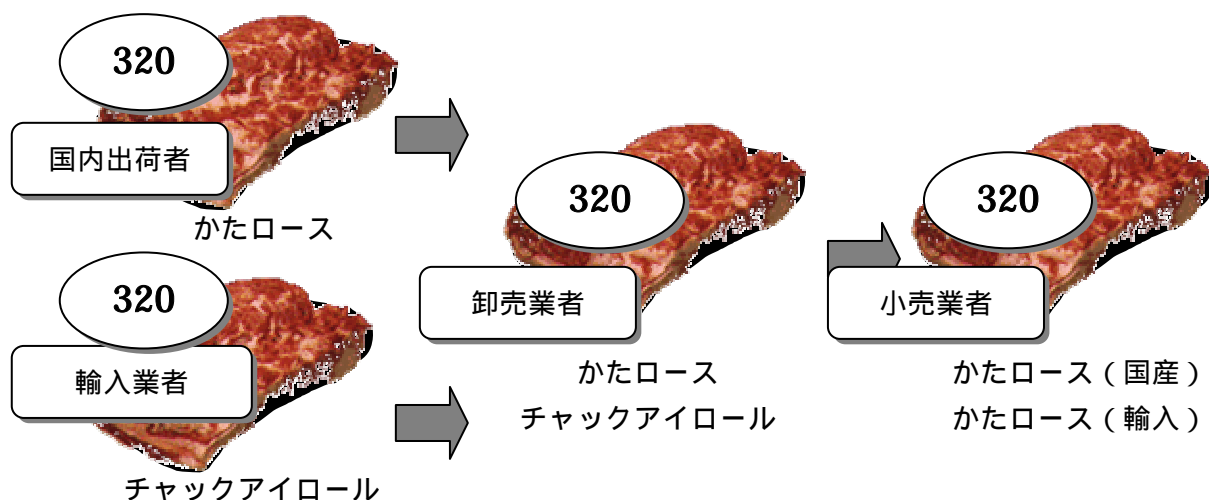 320
国内出荷者
かたロース
320
輸入業者
チャックアイロール
320
卸売業者
かたロース
チャックアイロール
320
小売業者
かたロース（国産）
かたロース（輸入）